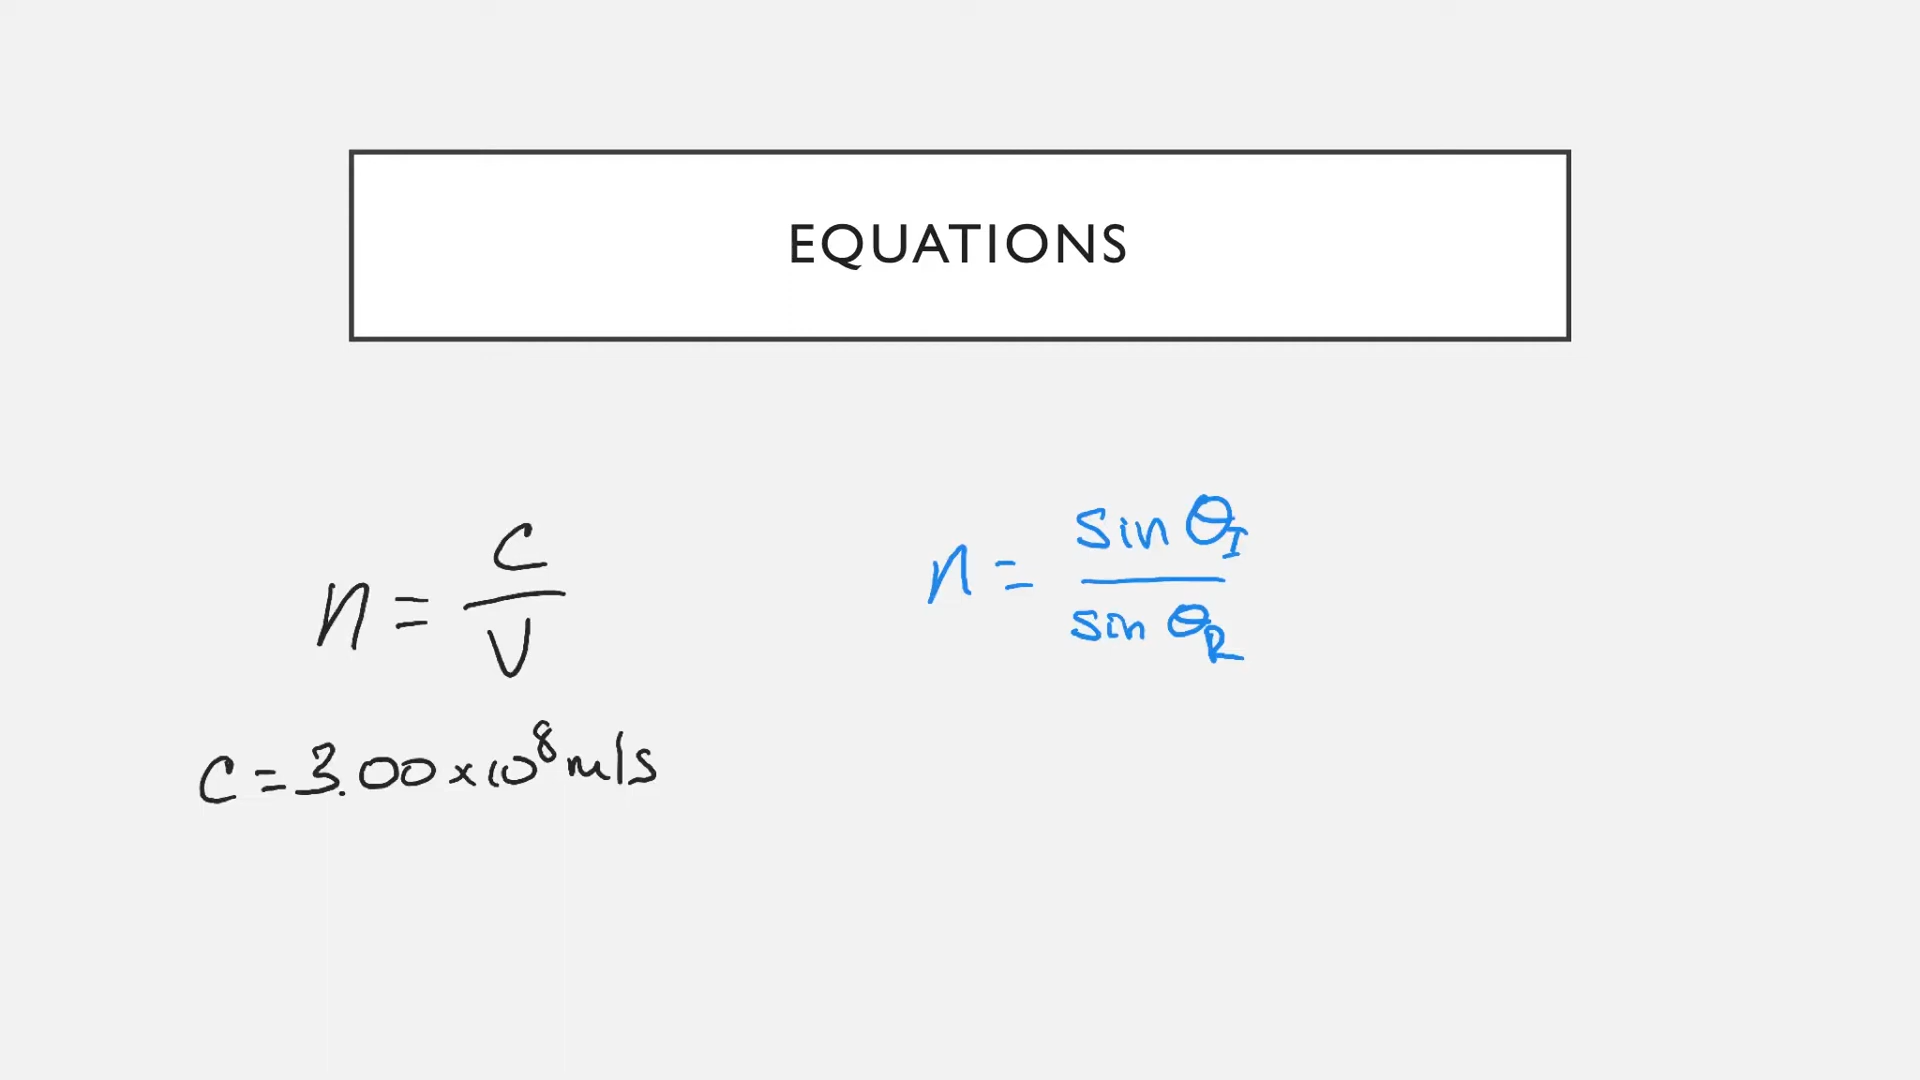 EQUATIONS
n = c/v
c = 3.00 x 10⁸ m/s
n = sin θI / sin θR